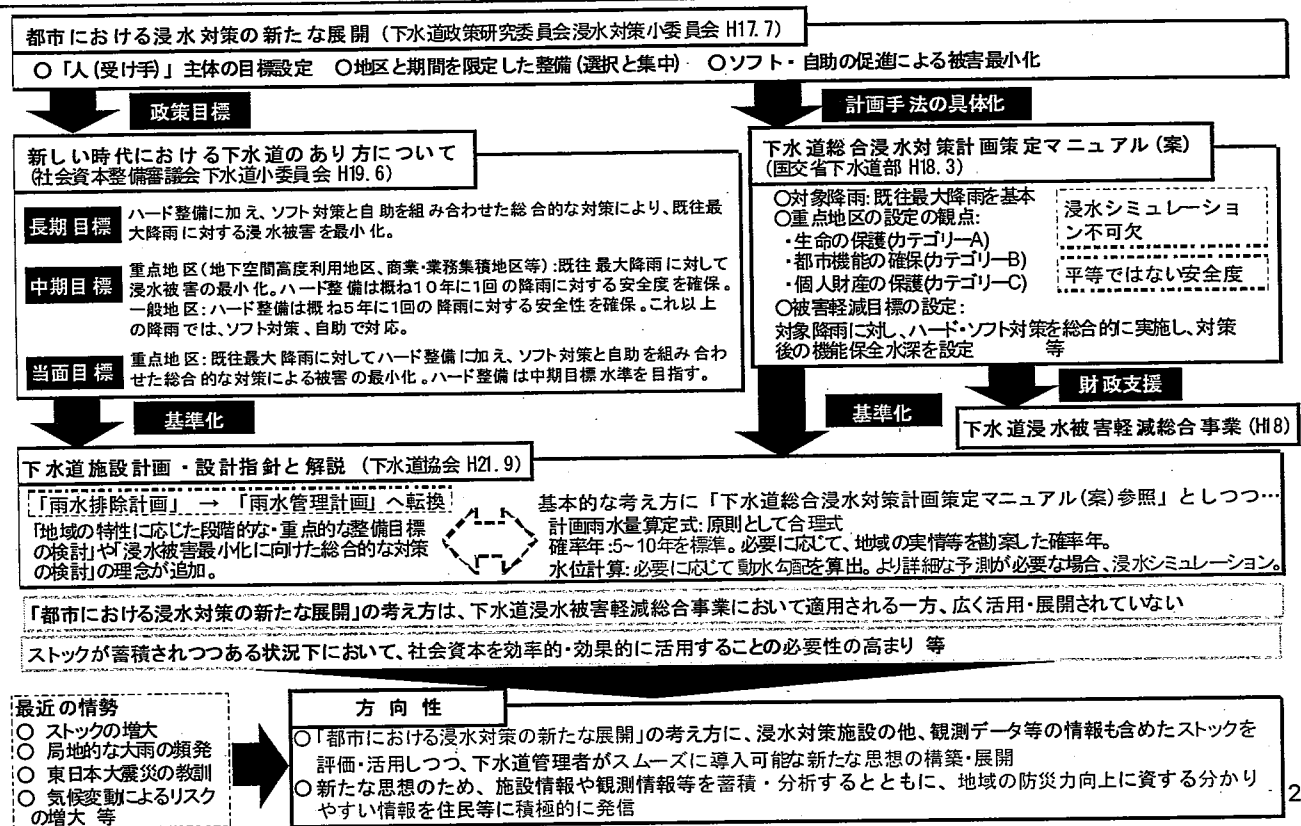 都市における浸水対策の新たな展開(下水道政策研究委員会浸水対策小委員会 H17.7)
○「人(受け手)」主体の目標設定 ○地区と期間を限定した整備(選択と集中) ○ソフト・自助の促進による被害最小化
政策目標
計画手法の具体化
新しい時代における下水道のあり方について
(社会資本整備審議会下水道小委員会 H19.6)
長期目標
ハード整備に加え、ソフト対策と自助を組み合わせた総合的な対策により、既往最
大降雨に対する浸水被害を最小化。
中期目標
重点地区(地下空間高度利用地区、商業・業務集積地区等):既往最大降雨に対して
浸水被害の最小化。ハード整備は概ね10年に1回の降雨に対する安全度を確保。
一般地区:ハード整備は概ね5年に1回の降雨に対する安全性を確保。これ以上
の降雨では、ソフト対策、自助で対応。
当面目標
重点地区:既往最大降雨に対してハード整備に加え、ソフト対策と自助を組み合わ
せた総合的な対策による被害の最小化。ハード整備は中期目標水準を目指す。
下水道総合浸水対策計画策定マニュアル(案)
(国交省下水道部 H18.3)
○対象降雨:既往最大降雨を基本
○重点地区の設定の観点:
・生命の保護(カテゴリーA)
・都市機能の確保(カテゴリーB)
・個人財産の保護(カテゴリーC)
○被害軽減目標の設定:
対象降雨に対し、ハード・ソフト対策を総合的に実施し、対策
後の機能保全水深を設定 等
浸水シミュレーショ
ン不可欠
平等ではない安全度
基準化
基準化
財政支援
下水道浸水被害軽減総合事業(H18)
下水道施設計画・設計指針と解説 (下水道協会 H21.9)
「雨水排除計画」 → 「雨水管理計画」へ転換
「地域の特性に応じた段階的な・重点的な整備目標
の検討」や「浸水被害最小化に向けた総合的な対策
の検討」の理念が追加。
基本的な考え方に「下水道総合浸水対策計画策定マニュアル(案)参照」としつつ…
計画雨水量算定式:原則として合理式
確率年:5~10年を標準。必要に応じて、地域の実情等を勘案した確率年。
水位計算:必要に応じて動水勾配を算出。より詳細な予測が必要な場合、浸水シミュレーション。
「都市における浸水対策の新たな展開」の考え方は、下水道浸水被害軽減総合事業において適用される一方、広く活用・展開されていない
ストックが蓄積されつつある状況下において、社会資本を効率的・効果的に活用することの必要性の高まり 等
最近の情勢
○ ストックの増大
○ 局地的な大雨の頻発
○ 東日本大震災の教訓
○ 気候変動によるリスク
の増大 等
方向性
○「都市における浸水対策の新たな展開」の考え方に、浸水対策施設の他、観測データ等の情報も含めたストックを
評価・活用しつつ、下水道管理者がスムーズに導入可能な新たな思想の構築・展開
○新たな思想のため、施設情報や観測情報等を蓄積・分析するとともに、地域の防災力向上に資する分かり
やすい情報を住民等に積極的に発信
2